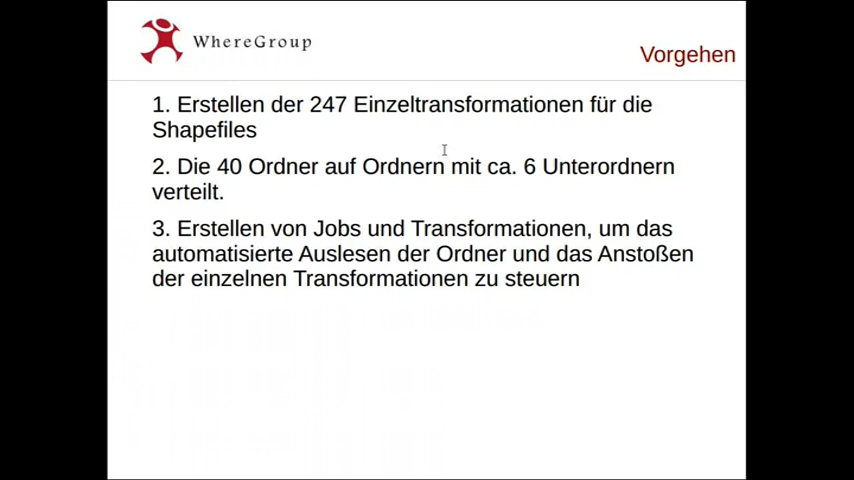 WhereGroup
Vorgehen
1. Erstellen der 247 Einzeltransformationen für die
Shapefiles
2. Die 40 Ordner auf Ordnern mit ca. 6 Unterordnern
verteilt.
3. Erstellen von Jobs und Transformationen, um das
automatisierte Auslesen der Ordner und das Anstoßen
der einzelnen Transformationen zu steuern